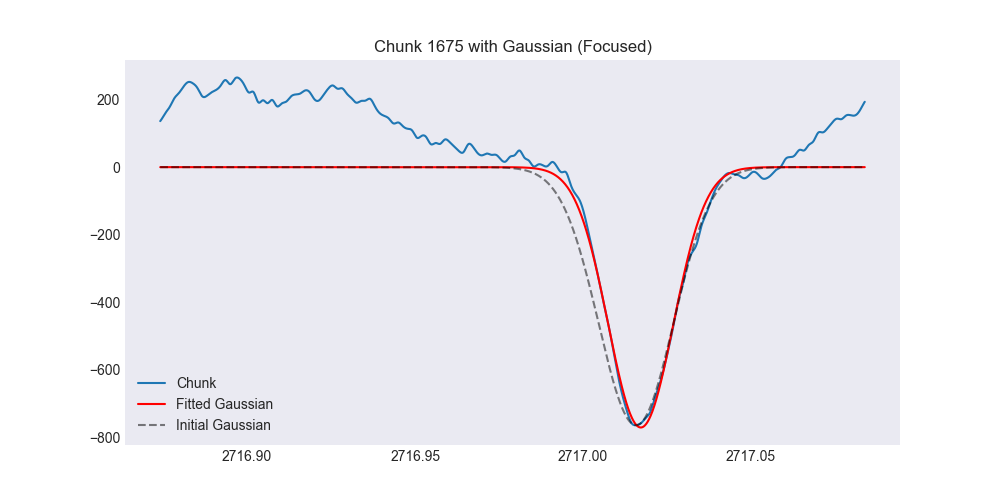 Chunk 1675 with Gaussian (Focused)
200
0
−200
−400
−600
−800
Chunk
Fitted Gaussian
Initial Gaussian
2716.90 2716.95 2717.00 2717.05